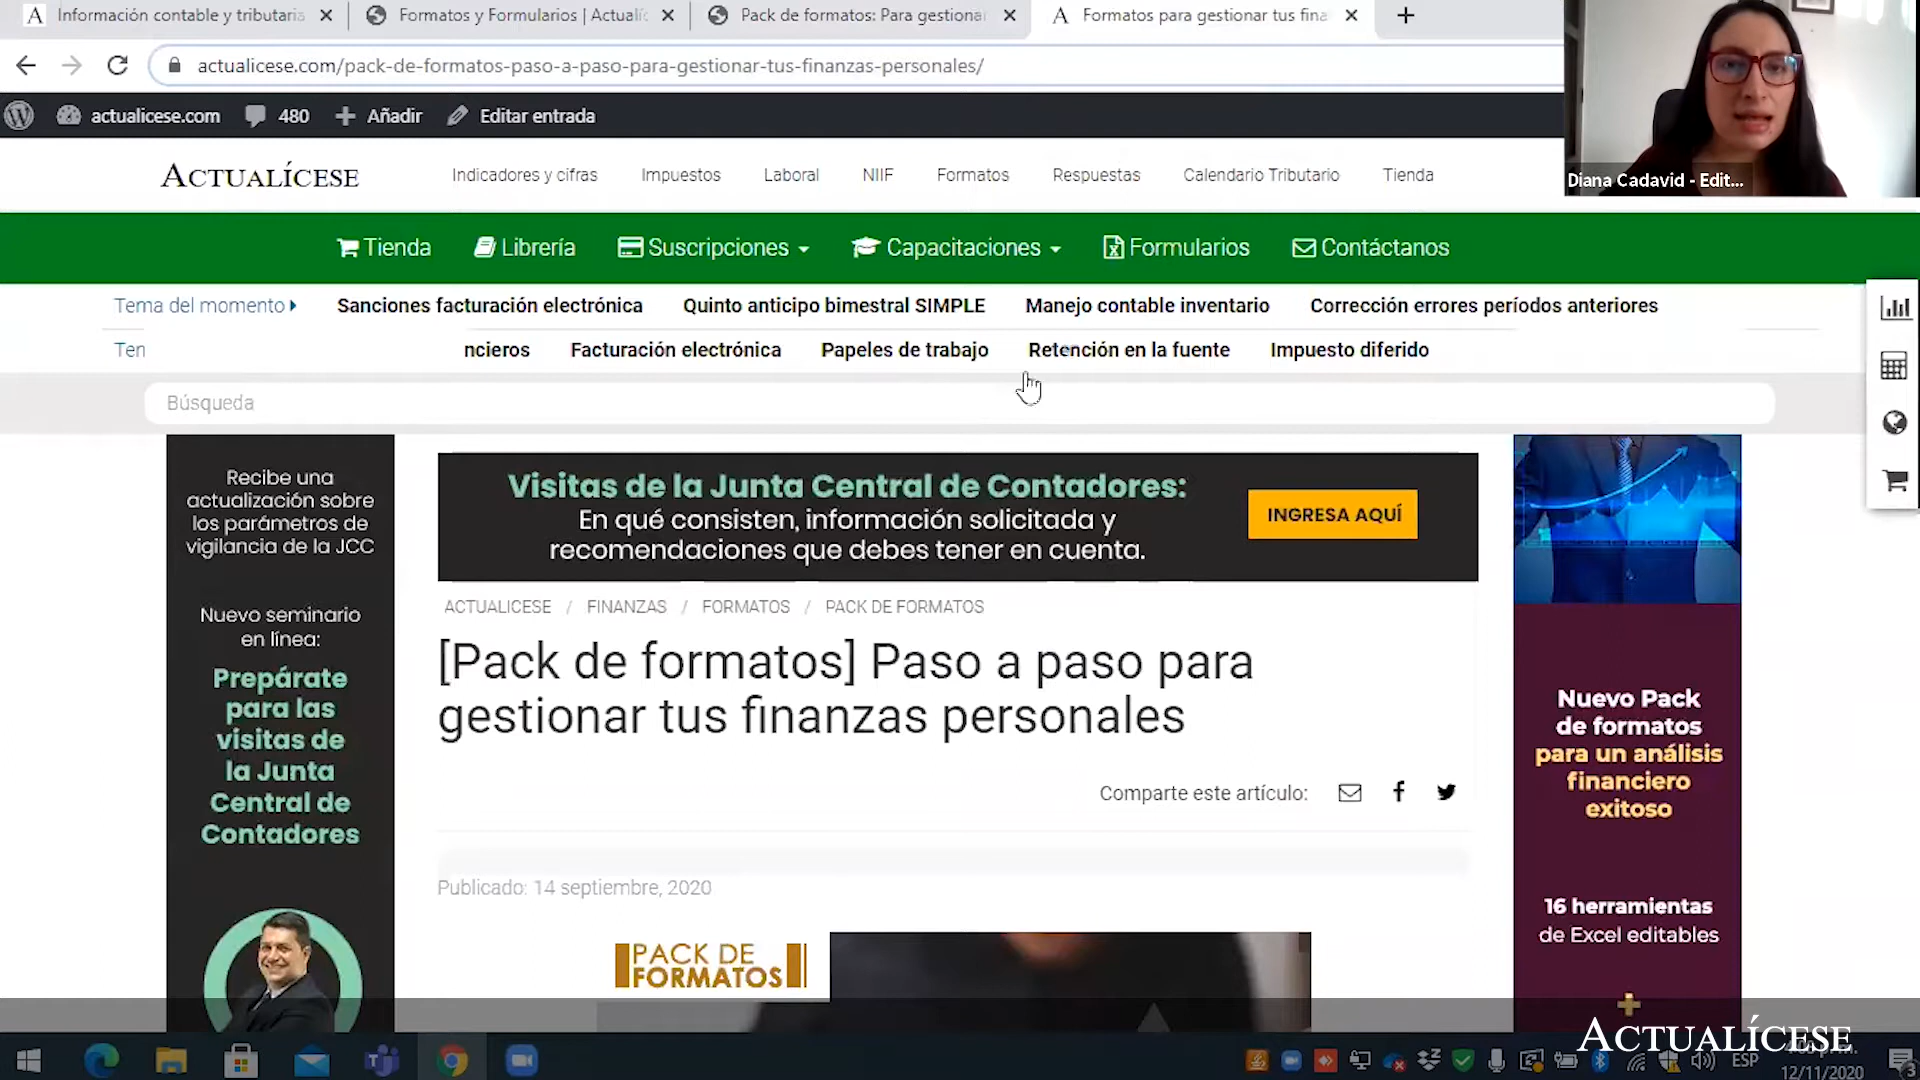 Información contable y tributaria
Formatos y Formularios | Actualíc
Pack de formatos: Para gestiona
Formatos para gestionar tus fina
actualicese.com/pack-de-formatos-paso-a-paso-para-gestionar-tus-finanzas-personales/
actualicese.com
480
Añadir
Editar entrada
Diana Cadavid - Edit...
ACTUALÍCESE
Indicadores y cifras
Impuestos
Laboral
NIIF
Formatos
Respuestas
Calendario Tributario
Tienda
Tienda
Librería
Suscripciones
Capacitaciones
Formularios
Contáctanos
Tema del momento
Sanciones facturación electrónica
Quinto anticipo bimestral SIMPLE
Manejo contable inventario
Corrección errores períodos anteriores
Ten
ncieros
Facturación electrónica
Papeles de trabajo
Retención en la fuente
Impuesto diferido
Búsqueda
Recibe una
actualización sobre
los parámetros de
vigilancia de la JCC
Nuevo seminario
en línea:
Prepárate
para las
visitas de
la Junta
Central de
Contadores
Visitas de la Junta Central de Contadores:
En qué consisten, información solicitada y
recomendaciones que debes tener en cuenta.
INGRESA AQUÍ
ACTUALICESE / FINANZAS / FORMATOS / PACK DE FORMATOS
[Pack de formatos] Paso a paso para
gestionar tus finanzas personales
Comparte este artículo:
Publicado: 14 septiembre, 2020
PACK DE
FORMATOS
Nuevo Pack
de formatos
para un análisis
financiero
exitoso
16 herramientas
de Excel editables
ACTUALÍCESE
ESP
12/11/2020
3